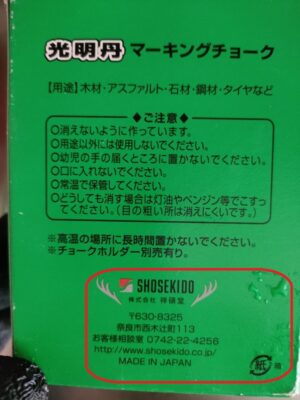 光明丹 マーキングチョーク
【用途】木材・アスファルト・石材・鋼材・タイヤなど
◆ご注意◆
○消えないように作っています。
○用途以外には使用しないでください。
○幼児の手の届くところに置かないでください。
○口に入れないでください。
○常温で保管してください。
○どうしても消す場合は灯油やベンジン等でこすっ
てください。（目の粗い所は消えにくいです。）
※高温の場所に長時間置かないでください。
※チョークホルダー別売有り。
SHOSEKIDO
株式会社 祥碩堂
〒630-8325
奈良市西木辻町113
お客様相談室 0742-22-4256
http://www.shosekido.co.jp/
MADE IN JAPAN
紙 箱